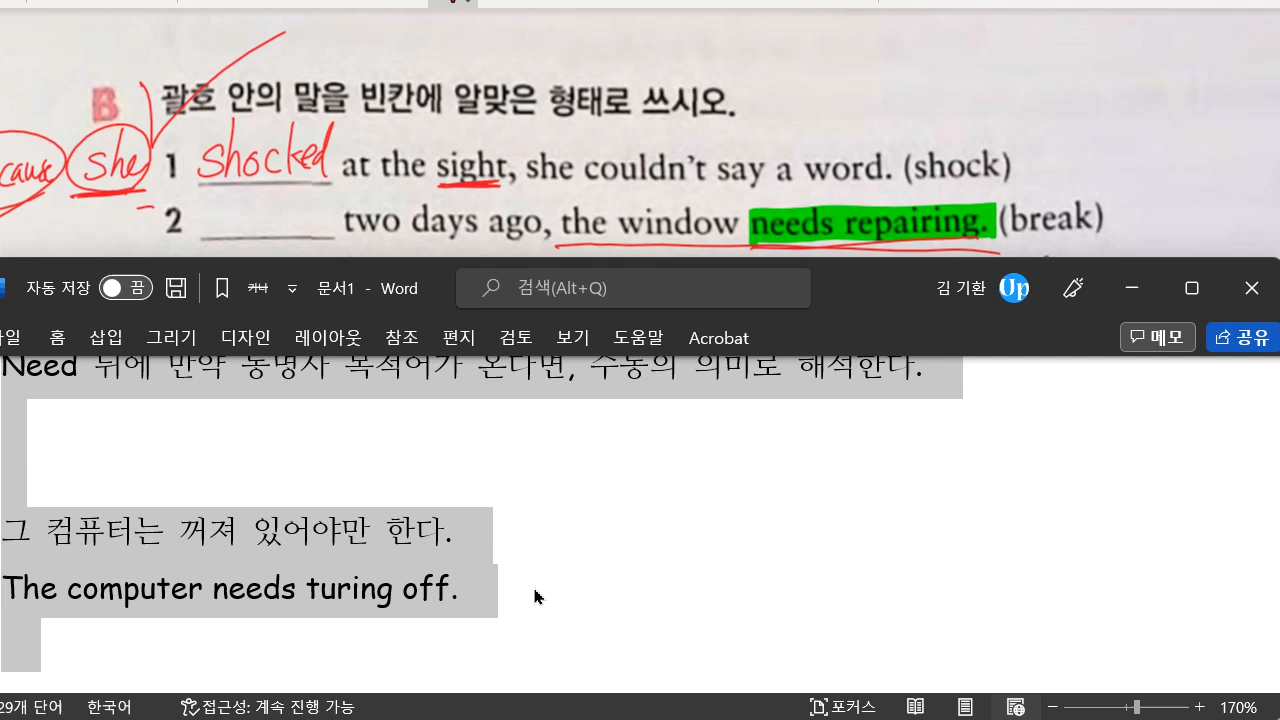 B 괄호 안의 말을 빈칸에 알맞은 형태로 쓰시오.
cause she 1 Shocked at the sight, she couldn't say a word. (shock)
2 ______ two days ago, the window needs repairing. (break)
자동 저장 끔 가나 문서1 - Word 검색(Alt+Q) 김 기환 Up
일 홈 삽입 그리기 디자인 레이아웃 참조 편지 검토 보기 도움말 Acrobat 메모 공유
Need 뒤에 만약 동명사 목적어가 온다면, 수동의 의미로 해석한다.
그 컴퓨터는 꺼져 있어야만 한다.
The computer needs turing off.
29개 단어 한국어 접근성: 계속 진행 가능 포커스 170%